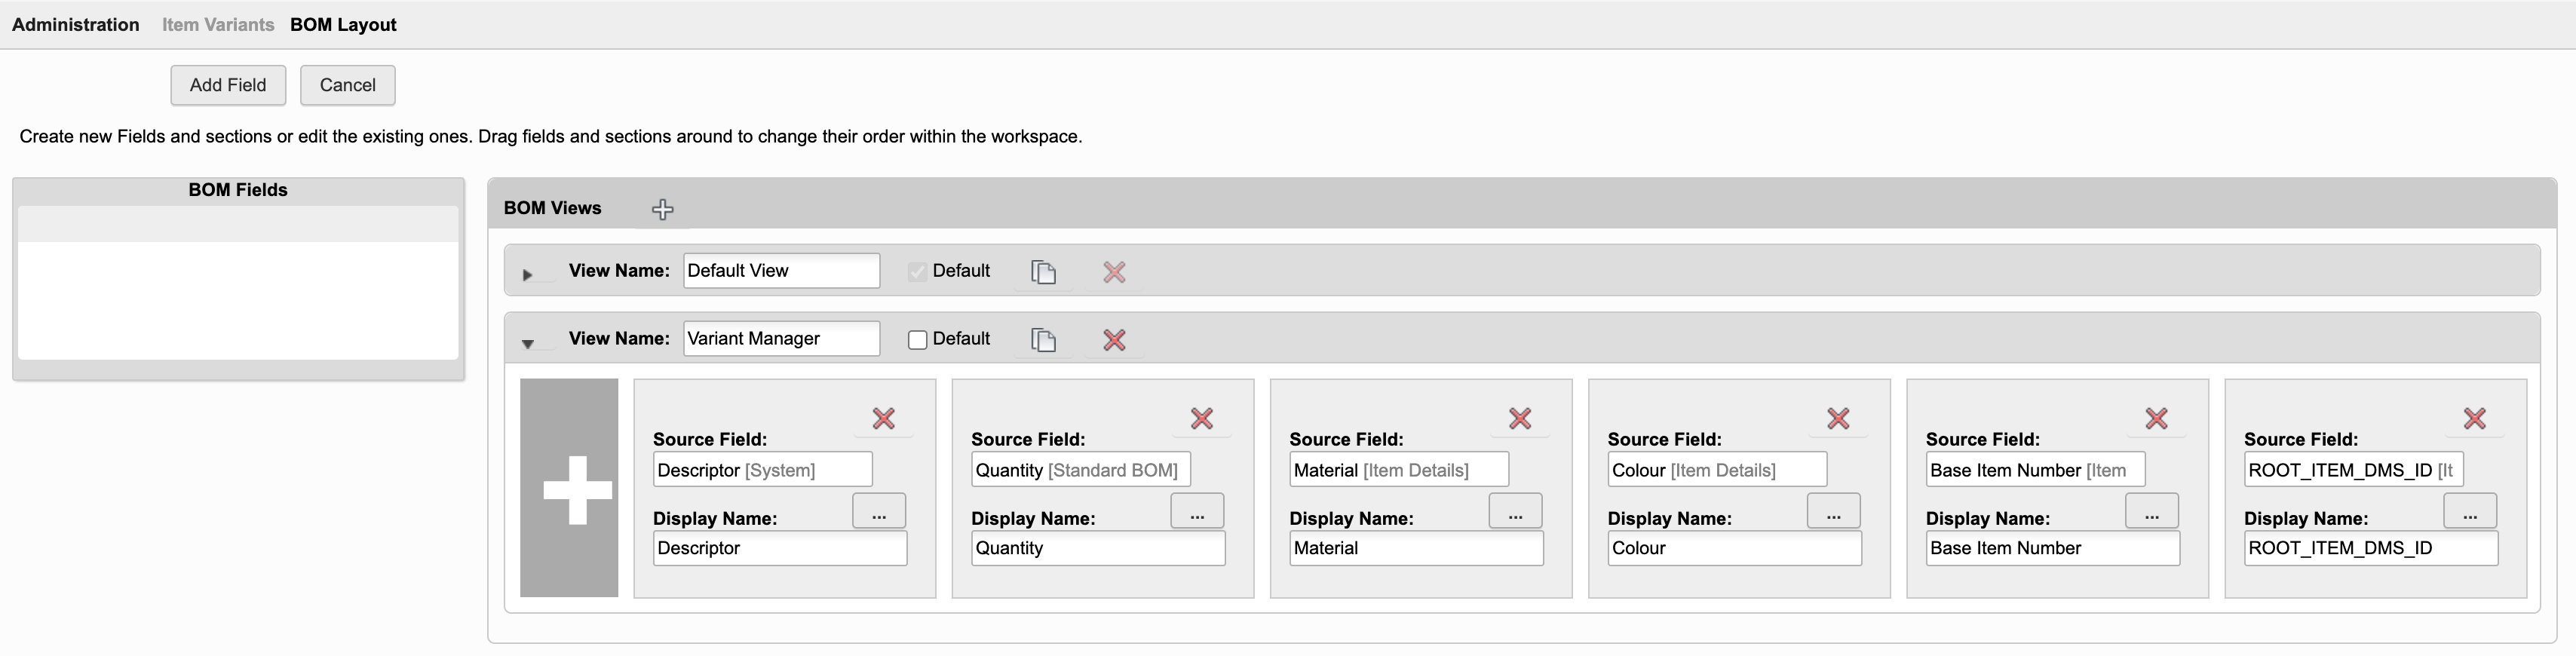 Administration Item Variants BOM Layout
Add Field Cancel
Create new Fields and sections or edit the existing ones. Drag fields and sections around to change their order within the workspace.
BOM Fields
BOM Views
View Name: Default View Default
View Name: Variant Manager Default
Source Field:
Descriptor [System]
...
Display Name:
Descriptor
Source Field:
Quantity [Standard BOM]
...
Display Name:
Quantity
Source Field:
Material [Item Details]
...
Display Name:
Material
Source Field:
Colour [Item Details]
...
Display Name:
Colour
Source Field:
Base Item Number [Item
...
Display Name:
Base Item Number
Source Field:
ROOT_ITEM_DMS_ID [It
...
Display Name:
ROOT_ITEM_DMS_ID